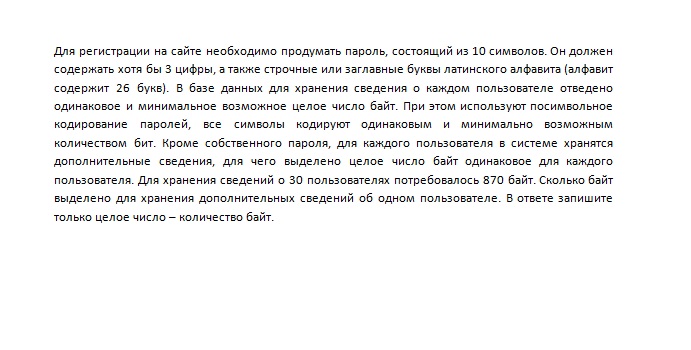 Для регистрации на сайте необходимо продумать пароль, состоящий из 10 символов. Он должен
содержать хотя бы 3 цифры, а также строчные или заглавные буквы латинского алфавита (алфавит
содержит 26 букв). В базе данных для хранения сведения о каждом пользователе отведено
одинаковое и минимальное возможное целое число байт. При этом используют посимвольное
кодирование паролей, все символы кодируют одинаковым и минимально возможным
количеством бит. Кроме собственного пароля, для каждого пользователя в системе хранятся
дополнительные сведения, для чего выделено целое число байт одинаковое для каждого
пользователя. Для хранения сведений о 30 пользователях потребовалось 870 байт. Сколько байт
выделено для хранения дополнительных сведений об одном пользователе. В ответе запишите
только целое число – количество байт.